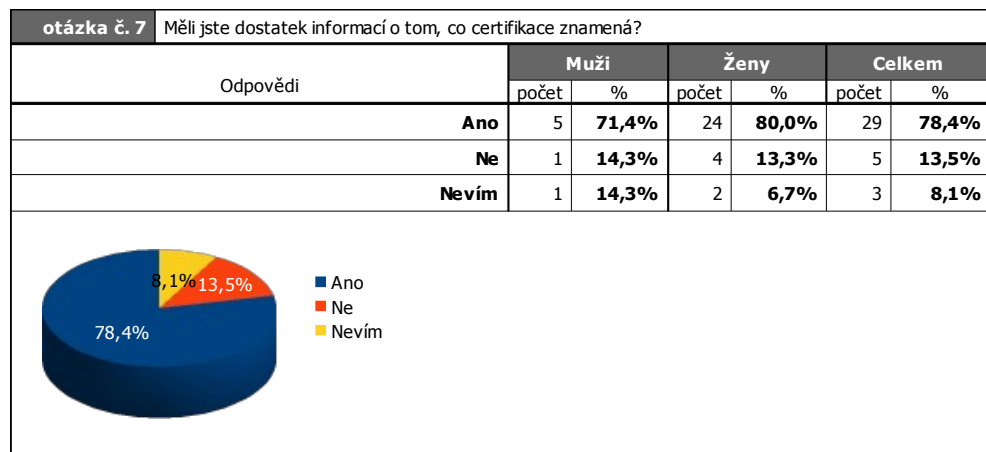 otázka č. 7 Měli jste dostatek informací o tom, co certifikace znamená?
Odpovědi Muži Ženy Celkem
počet % počet % počet %
Ano 5 71,4% 24 80,0% 29 78,4%
Ne 1 14,3% 4 13,3% 5 13,5%
Nevím 1 14,3% 2 6,7% 3 8,1%
8,1% 13,5%
78,4%
Ano
Ne
Nevím